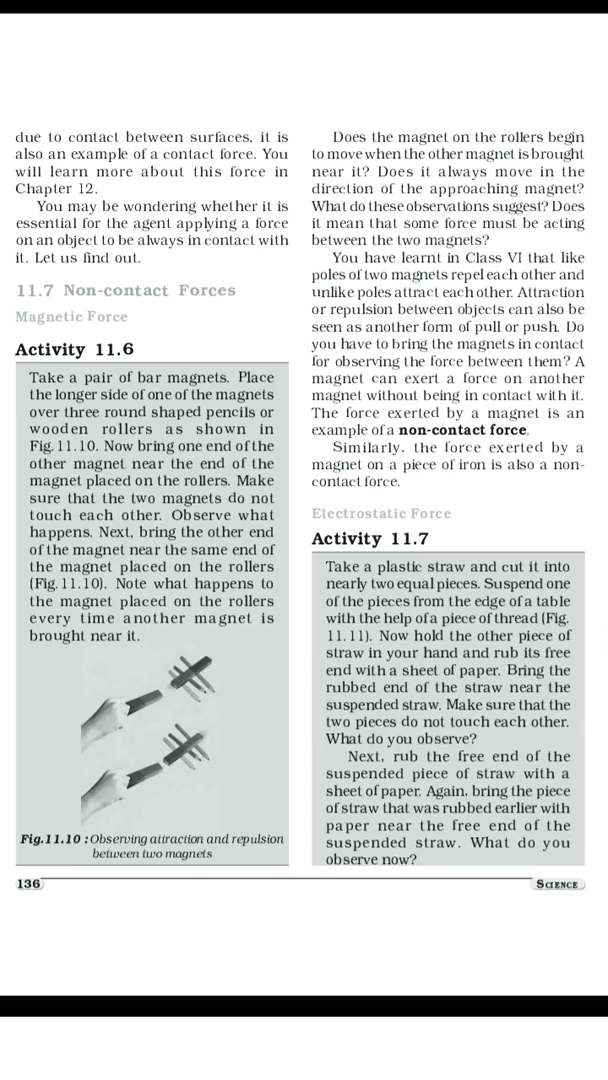 due to contact between surfaces, it is
also an example of a contact force. You
will learn more about this force in
Chapter 12.
You may be wondering whether it is
essential for the agent applying a force
on an object to be always in contact with
it. Let us find out.
11.7 Non-contact Forces
Magnetic Force
Activity 11.6
Take a pair of bar magnets. Place
the longer side of one of the magnets
over three round shaped pencils or
wooden rollers as shown in
Fig. 11.10. Now bring one end of the
other magnet near the end of the
magnet placed on the rollers. Make
sure that the two magnets do not
touch each other. Observe what
happens. Next, bring the other end
of the magnet near the same end of
the magnet placed on the rollers
(Fig. 11.10). Note what happens to
the magnet placed on the rollers
every time another magnet is
brought near it.
Fig.11.10 : Observing attraction and repulsion
between two magnets
Does the magnet on the rollers begin
to move when the other magnet is brought
near it? Does it always move in the
direction of the approaching magnet?
What do these observations suggest? Does
it mean that some force must be acting
between the two magnets?
You have learnt in Class VI that like
poles of two magnets repel each other and
unlike poles attract each other. Attraction
or repulsion between objects can also be
seen as another form of pull or push. Do
you have to bring the magnets in contact
for observing the force between them? A
magnet can exert a force on another
magnet without being in contact with it.
The force exerted by a magnet is an
example of a non-contact force.
Similarly, the force exerted by a
magnet on a piece of iron is also a non-
contact force.
Electrostatic Force
Activity 11.7
Take a plastic straw and cut it into
nearly two equal pieces. Suspend one
of the pieces from the edge of a table
with the help of a piece of thread (Fig.
11.11). Now hold the other piece of
straw in your hand and rub its free
end with a sheet of paper. Bring the
rubbed end of the straw near the
suspended straw. Make sure that the
two pieces do not touch each other.
What do you observe?
Next, rub the free end of the
suspended piece of straw with a
sheet of paper. Again, bring the piece
of straw that was rubbed earlier with
paper near the free end of the
suspended straw. What do you
observe now?
136
SCIENCE